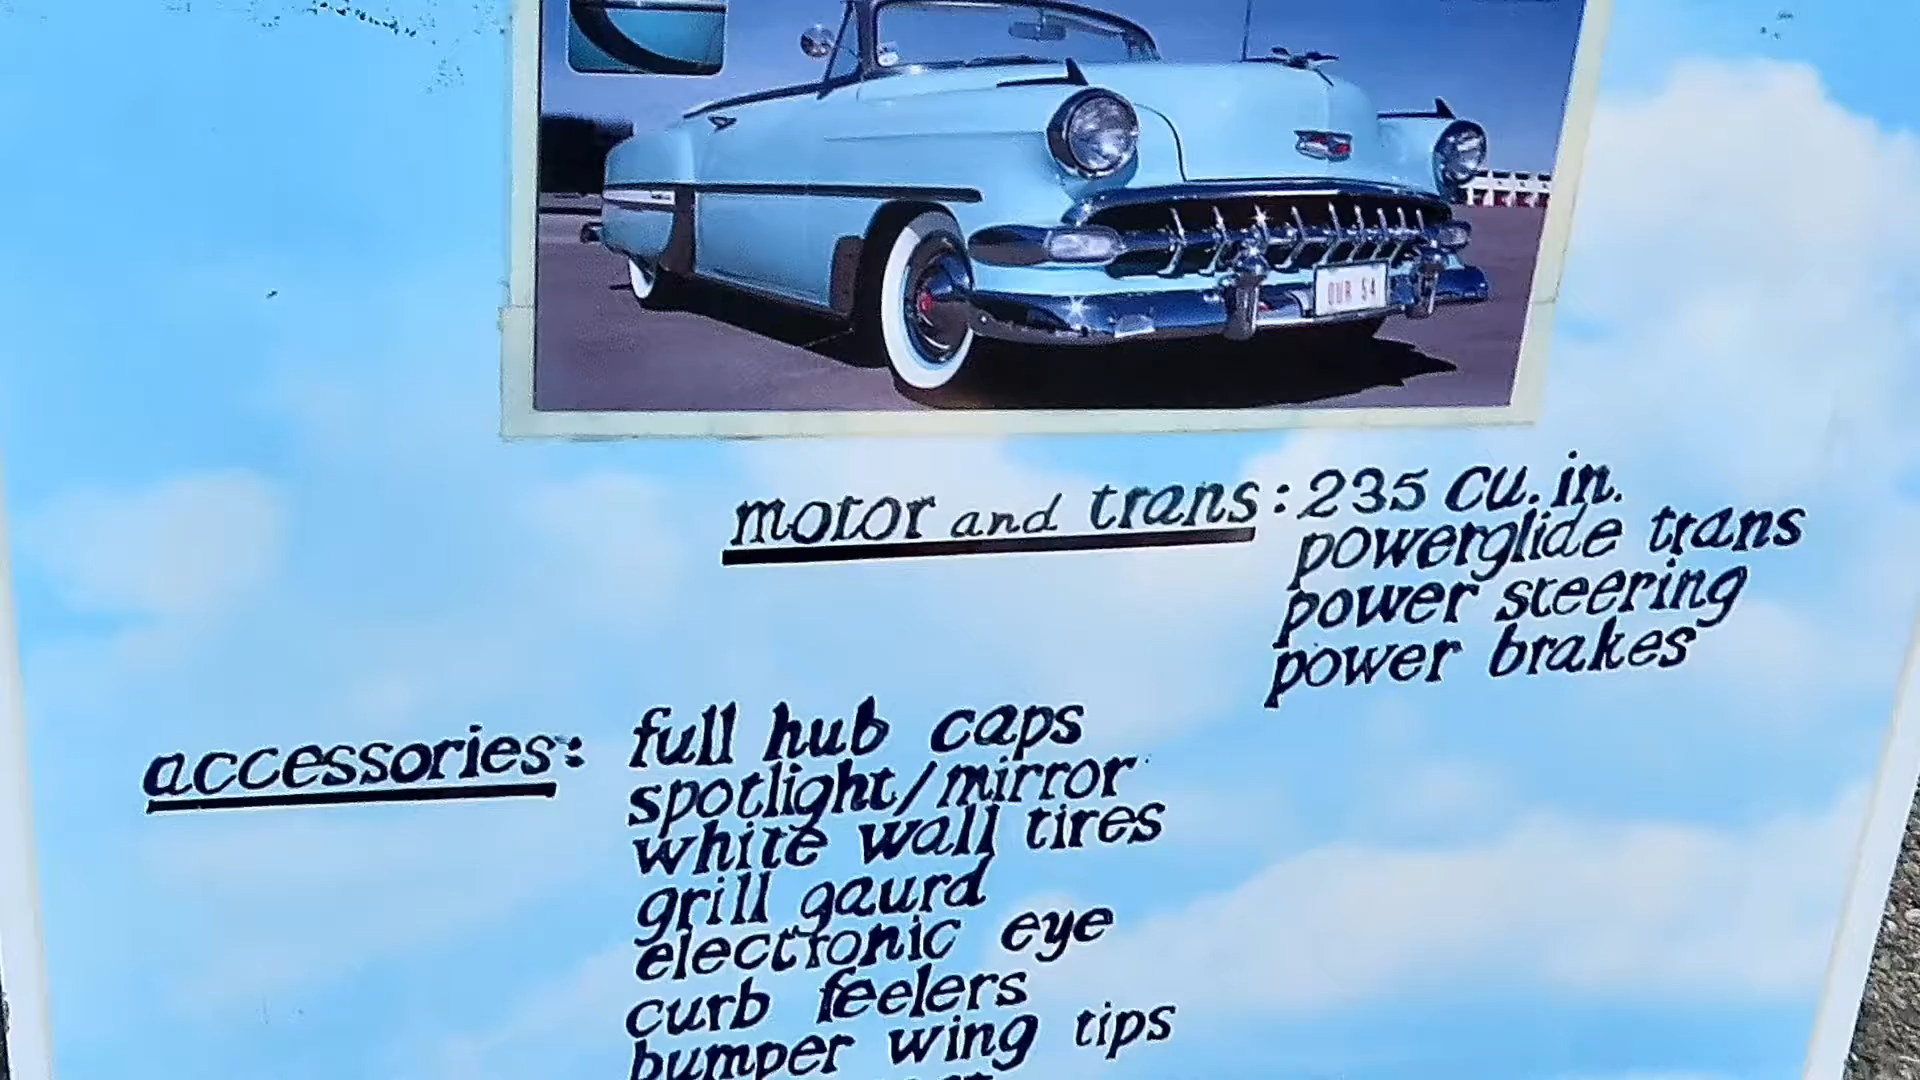 OUR 54
motor and trans: 235 cu. in.
powerglide trans
power steering
power brakes
accessories: full hub caps
spotlight/mirror
white wall tires
grill gaurd
electronic eye
curb feelers
bumper wing tips